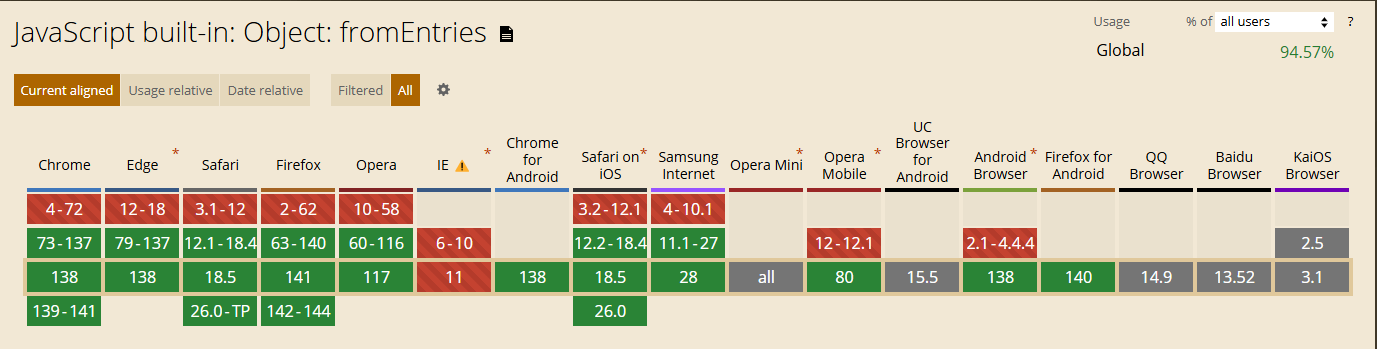 JavaScript built-in: Object: fromEntries
Usage % of all users ?
Global 94.57%
Current aligned Usage relative Date relative Filtered All
Chrome Edge * Safari Firefox Opera IE * Chrome for Android Safari on iOS * Samsung Internet Opera Mini * Opera Mobile * UC Browser for Android Android Browser * Firefox for Android QQ Browser Baidu Browser KaiOS Browser
4-72 12-18 3.1-12 2-62 10-58 3.2-12.1 4-10.1
73-137 79-137 12.1-18.4 63-140 60-116 6-10 12.2-18.4 11.1-27 12-12.1 2.1-4.4.4 2.5
138 138 18.5 141 117 11 138 18.5 28 all 80 15.5 138 140 14.9 13.52 3.1
139-141 26.0-TP 142-144 26.0